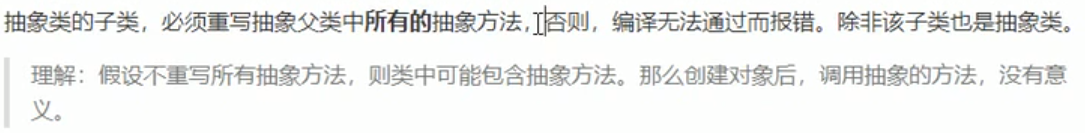 抽象类的子类，必须重写抽象父类中所有的抽象方法，否则，编译无法通过而报错。除非该子类也是抽象类。
理解：假设不重写所有抽象方法，则类中可能包含抽象方法。那么创建对象后，调用抽象的方法，没有意
义。